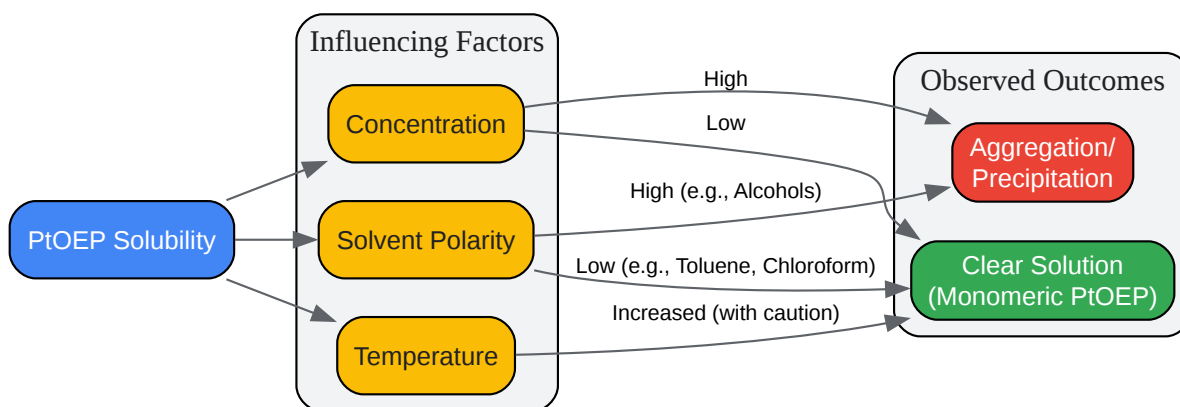 Influencing Factors
Observed Outcomes
PtOEP Solubility
Concentration
Solvent Polarity
Temperature
High
Low
High (e.g., Alcohols)
Low (e.g., Toluene, Chloroform)
Increased (with caution)
Aggregation/
Precipitation
Clear Solution
(Monomeric PtOEP)